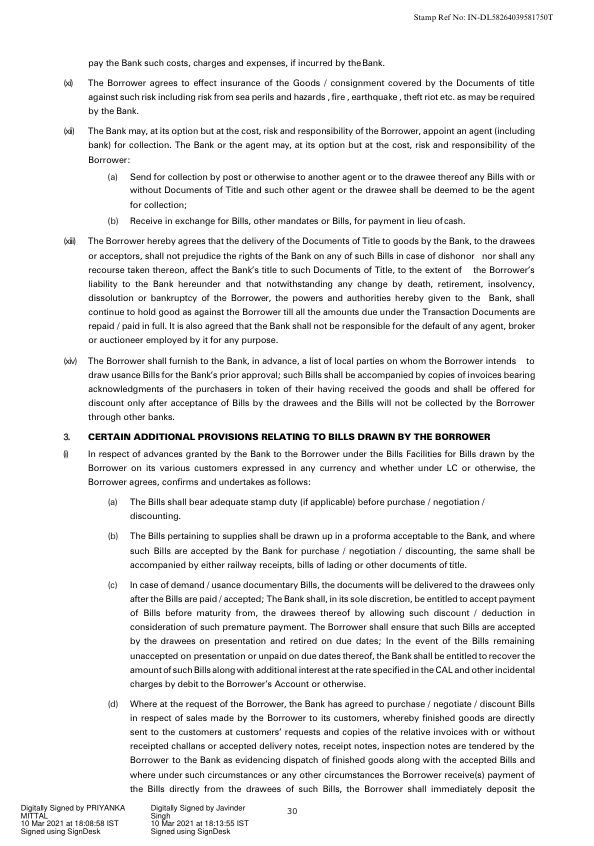 Stamp Ref No: IN-DL58264039581750T
pay the Bank such costs, charges and expenses, if incurred by the Bank.
(xi) The Borrower agrees to effect insurance of the Goods / consignment covered by the Documents of title
against such risk including risk from sea perils and hazards , fire , earthquake , theft riot etc. as may be required
by the Bank.
(xii) The Bank may, at its option but at the cost, risk and responsibility of the Borrower, appoint an agent (including
bank) for collection. The Bank or the agent may, at its option but at the cost, risk and responsibility of the
Borrower:
(a) Send for collection by post or otherwise to another agent or to the drawee thereof any Bills with or
without Documents of Title and such other agent or the drawee shall be deemed to be the agent
for collection;
(b) Receive in exchange for Bills, other mandates or Bills, for payment in lieu of cash.
(xiii) The Borrower hereby agrees that the delivery of the Documents of Title to goods by the Bank, to the drawees
or acceptors, shall not prejudice the rights of the Bank on any of such Bills in case of dishonor nor shall any
recourse taken thereon, affect the Bank's title to such Documents of Title, to the extent of the Borrower's
liability to the Bank hereunder and that notwithstanding any change by death, retirement, insolvency,
dissolution or bankruptcy of the Borrower, the powers and authorities hereby given to the Bank, shall
continue to hold good as against the Borrower till all the amounts due under the Transaction Documents are
repaid / paid in full. It is also agreed that the Bank shall not be responsible for the default of any agent, broker
or auctioneer employed by it for any purpose.
(xiv) The Borrower shall furnish to the Bank, in advance, a list of local parties on whom the Borrower intends to
draw usance Bills for the Bank's prior approval; such Bills shall be accompanied by copies of invoices bearing
acknowledgments of the purchasers in token of their having received the goods and shall be offered for
discount only after acceptance of Bills by the drawees and the Bills will not be collected by the Borrower
through other banks.
3. CERTAIN ADDITIONAL PROVISIONS RELATING TO BILLS DRAWN BY THE BORROWER
(i) In respect of advances granted by the Bank to the Borrower under the Bills Facilities for Bills drawn by the
Borrower on its various customers expressed in any currency and whether under LC or otherwise, the
Borrower agrees, confirms and undertakes as follows:
(a) The Bills shall bear adequate stamp duty (if applicable) before purchase / negotiation /
discounting.
(b) The Bills pertaining to supplies shall be drawn up in a proforma acceptable to the Bank, and where
such Bills are accepted by the Bank for purchase / negotiation / discounting, the same shall be
accompanied by either railway receipts, bills of lading or other documents of title.
(c) In case of demand / usance documentary Bills, the documents will be delivered to the drawees only
after the Bills are paid / accepted; The Bank shall, in its sole discretion, be entitled to accept payment
of Bills before maturity from, the drawees thereof by allowing such discount / deduction in
consideration of such premature payment. The Borrower shall ensure that such Bills are accepted
by the drawees on presentation and retired on due dates; In the event of the Bills remaining
unaccepted on presentation or unpaid on due dates thereof, the Bank shall be entitled to recover the
amount of such Bills along with additional interest at the rate specified in the CAL and other incidental
charges by debit to the Borrower's Account or otherwise.
(d) Where at the request of the Borrower, the Bank has agreed to purchase / negotiate / discount Bills
in respect of sales made by the Borrower to its customers, whereby finished goods are directly
sent to the customers at customers' requests and copies of the relative invoices with or without
receipted challans or accepted delivery notes, receipt notes, inspection notes are tendered by the
Borrower to the Bank as evidencing dispatch of finished goods along with the accepted Bills and
where under such circumstances or any other circumstances the Borrower receive(s) payment of
the Bills directly from the drawees of such Bills, the Borrower shall immediately deposit the
Digitally Signed by PRIYANKA
MITTAL
10 Mar 2021 at 18:08:58 IST
Signed using SignDesk
Digitally Signed by Javinder
Singh
10 Mar 2021 at 18:13:55 IST
Signed using SignDesk
30